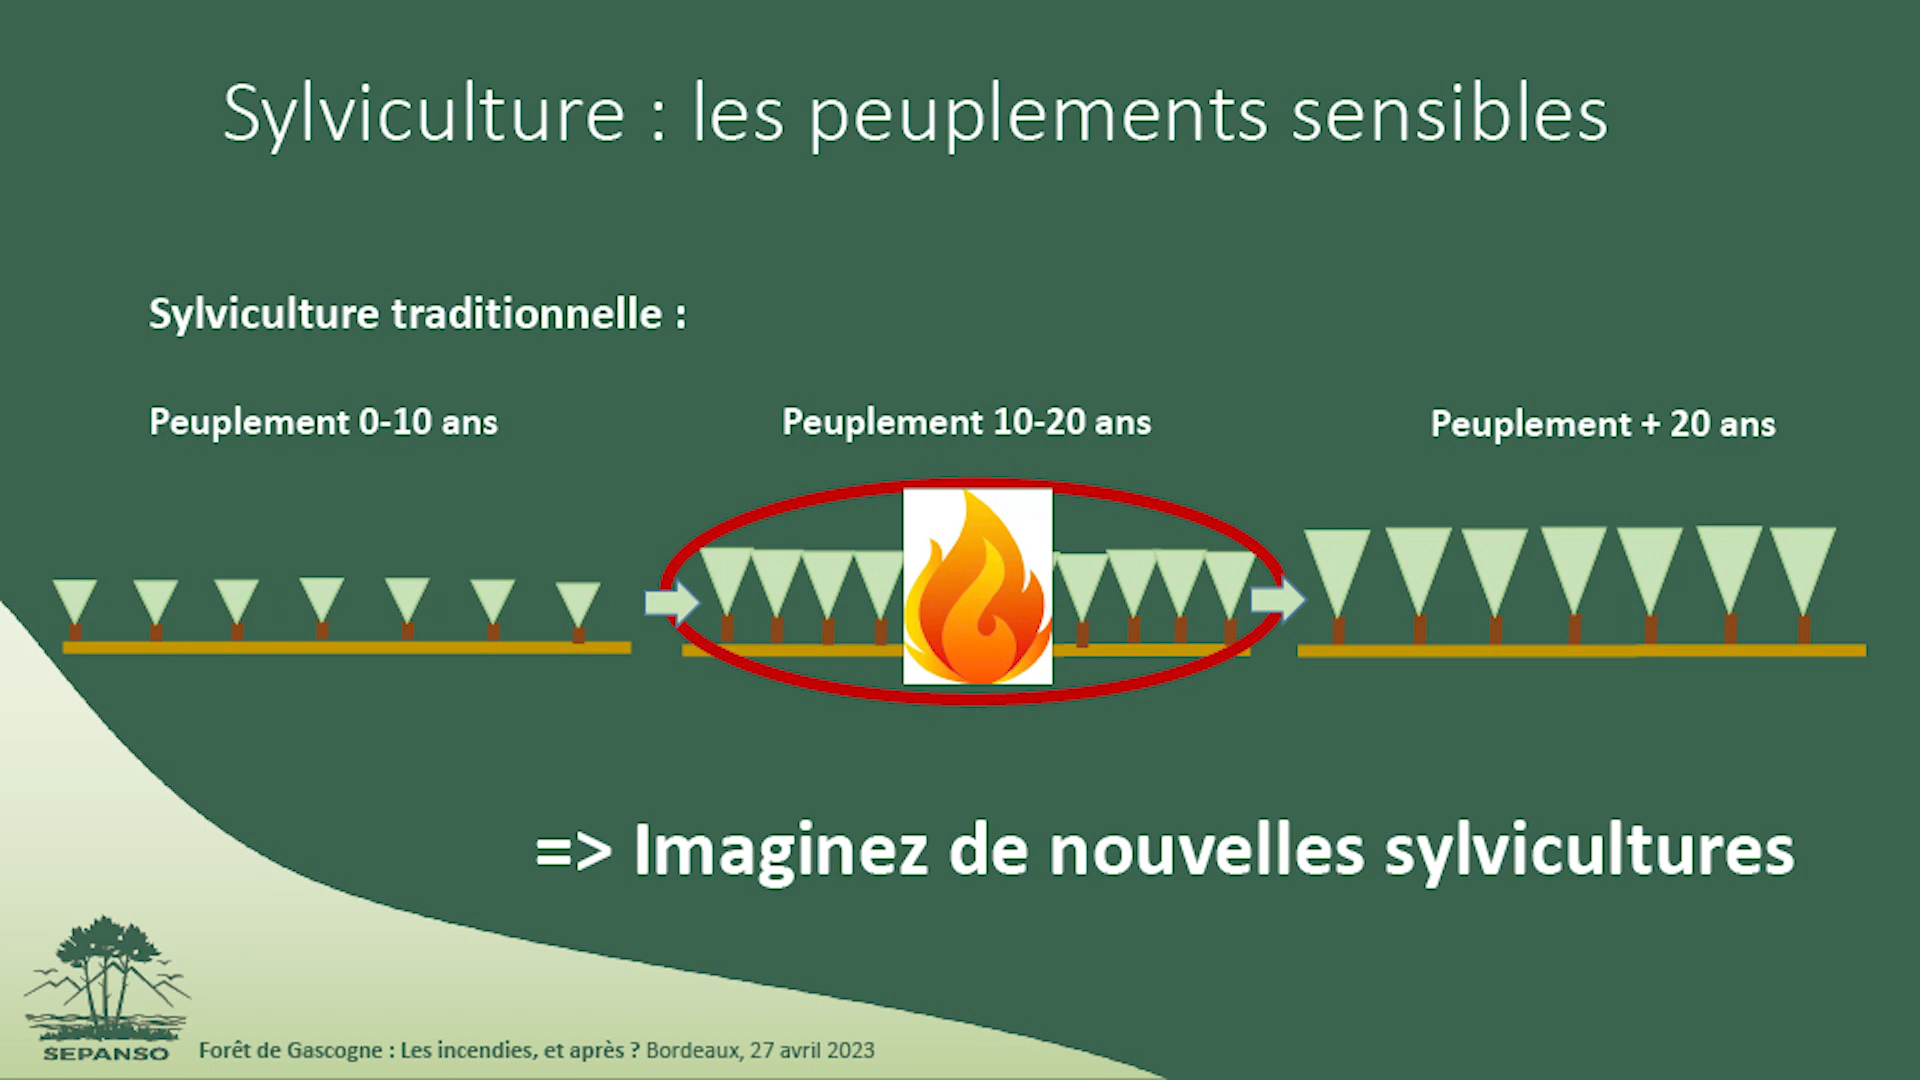 Sylviculture : les peuplements sensibles
Sylviculture traditionnelle :
Peuplement 0-10 ans
Peuplement 10-20 ans
Peuplement + 20 ans
=> Imaginez de nouvelles sylvicultures
SEPANSO
Forêt de Gascogne : Les incendies, et après ? Bordeaux, 27 avril 2023